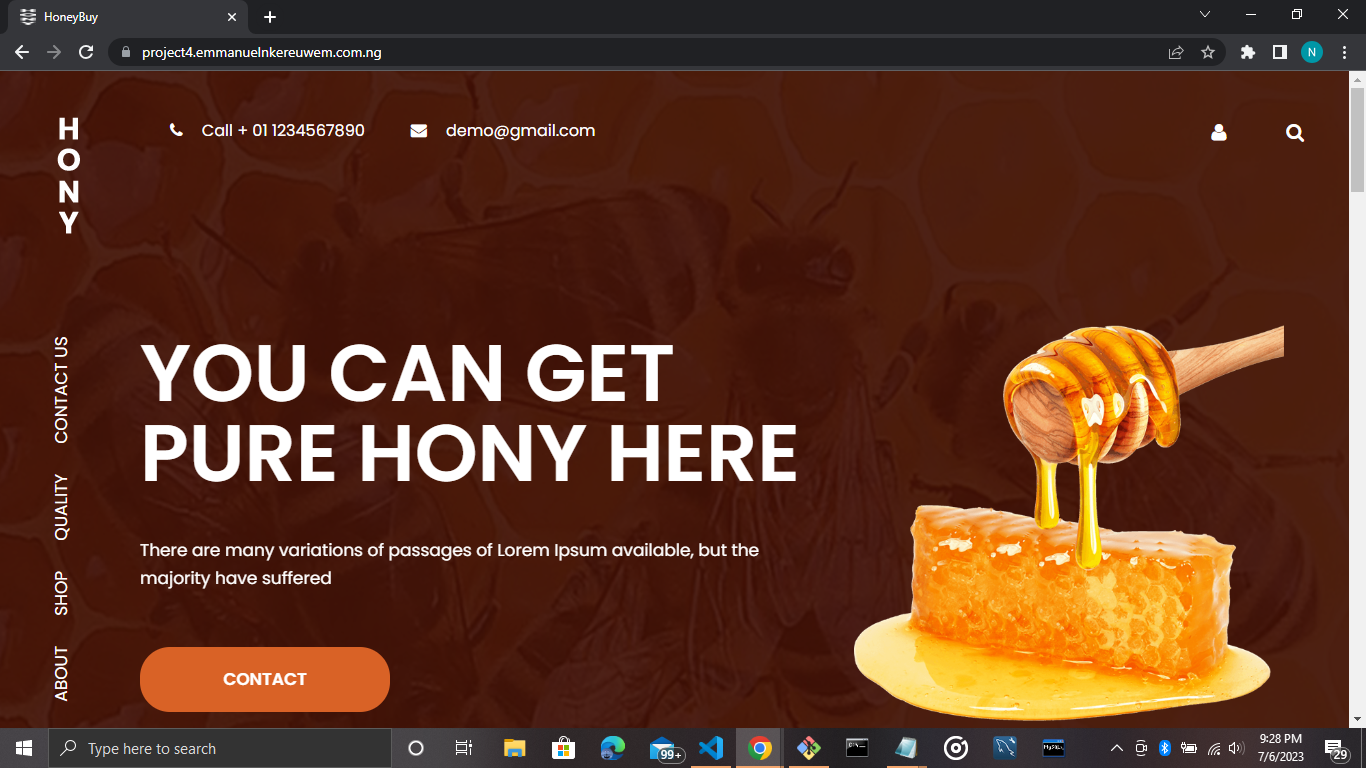 HoneyBuy
project4.emmanuelnkereuwem.com.ng
N
HONY
Call + 01 1234567890
demo@gmail.com
CONTACT US
QUALITY
SHOP
ABOUT
YOU CAN GET
PURE HONY HERE
There are many variations of passages of Lorem Ipsum available, but the
majority have suffered
CONTACT
Type here to search
99+
9:28 PM
7/6/2023
29